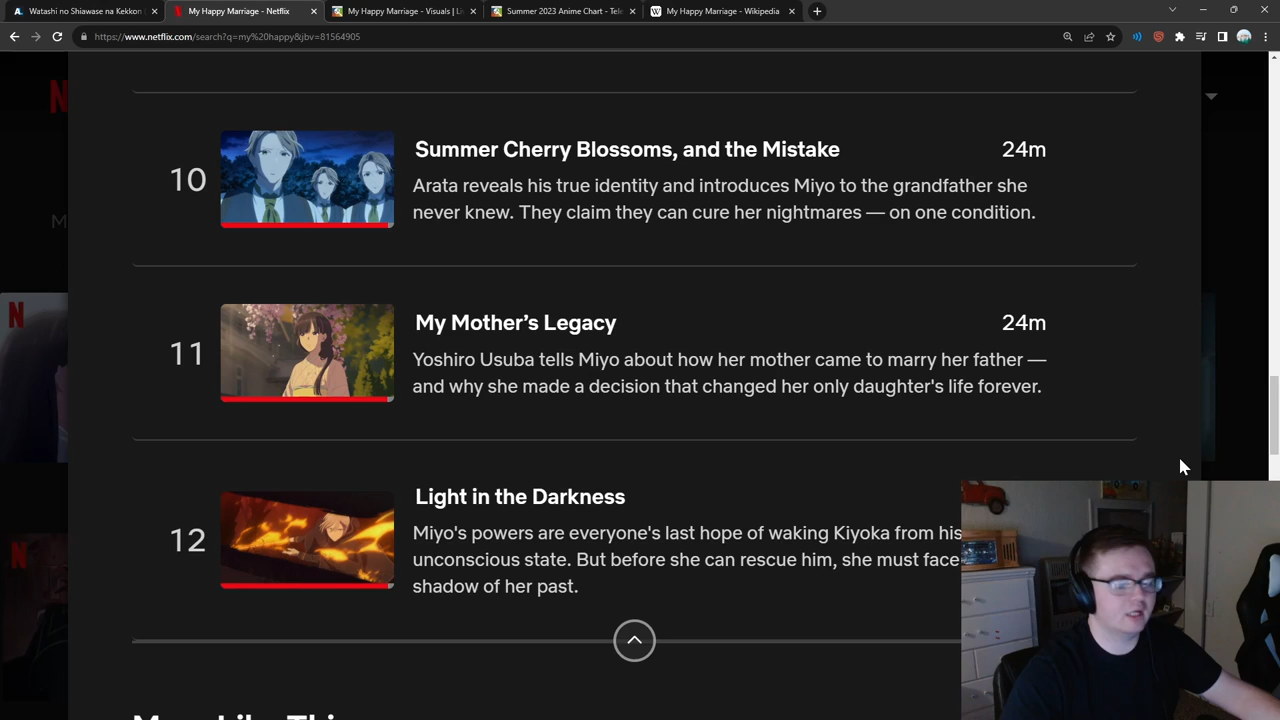 Watashi no Shiawase na Kekkon
My Happy Marriage - Netflix
My Happy Marriage - Visuals | Li
Summer 2023 Anime Chart - Tele
My Happy Marriage - Wikipedia
https://www.netflix.com/search?q=my%20happy&jbv=81564905
10
Summer Cherry Blossoms, and the Mistake
24m
Arata reveals his true identity and introduces Miyo to the grandfather she
never knew. They claim they can cure her nightmares — on one condition.
11
My Mother’s Legacy
24m
Yoshiro Usuba tells Miyo about how her mother came to marry her father —
and why she made a decision that changed her only daughter's life forever.
12
Light in the Darkness
Miyo's powers are everyone's last hope of waking Kiyoka from his
unconscious state. But before she can rescue him, she must face
shadow of her past.